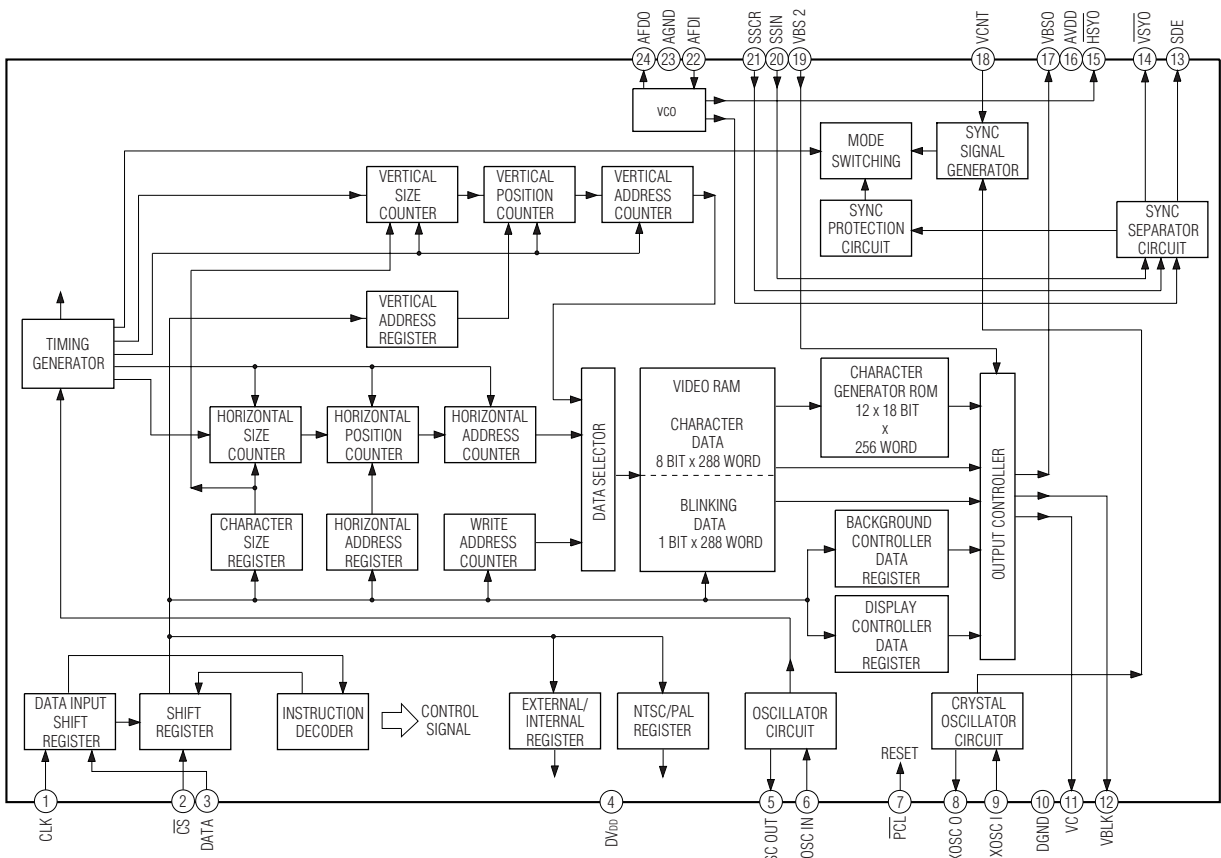 AFDO
AGND
AFDI
SSCR
SSIN
VBS 2
VCNT
VBSO
AVDD
HSYO
VSYO
SDE
24
23
22
21
20
19
18
17
16
15
14
13
VCO
MODE
SWITCHING
SYNC
SIGNAL
GENERATOR
VERTICAL
SIZE
COUNTER
VERTICAL
POSITION
COUNTER
VERTICAL
ADDRESS
COUNTER
SYNC
PROTECTION
CIRCUIT
SYNC
SEPARATOR
CIRCUIT
VERTICAL
ADDRESS
REGISTER
TIMING
GENERATOR
HORIZONTAL
SIZE
COUNTER
HORIZONTAL
POSITION
COUNTER
HORIZONTAL
ADDRESS
COUNTER
DATA SELECTOR
VIDEO RAM
CHARACTER
DATA
8 BIT x 288 WORD
BLINKING
DATA
1 BIT x 288 WORD
CHARACTER
GENERATOR ROM
12 x 18 BIT
x
256 WORD
OUTPUT CONTROLLER
CHARACTER
SIZE
REGISTER
HORIZONTAL
ADDRESS
REGISTER
WRITE
ADDRESS
COUNTER
BACKGROUND
CONTROLLER
DATA
REGISTER
DISPLAY
CONTROLLER
DATA
REGISTER
DATA INPUT
SHIFT
REGISTER
SHIFT
REGISTER
INSTRUCTION
DECODER
CONTROL
SIGNAL
EXTERNAL/
INTERNAL
REGISTER
NTSC/PAL
REGISTER
OSCILLATOR
CIRCUIT
CRYSTAL
OSCILLATOR
CIRCUIT
RESET
1
2
3
4
5
6
7
8
9
10
11
12
CLK
CS
DATA
DVDD
SC OUT
OSC IN
PCL
XOSC O
XOSC I
DGND
VC
VBLK